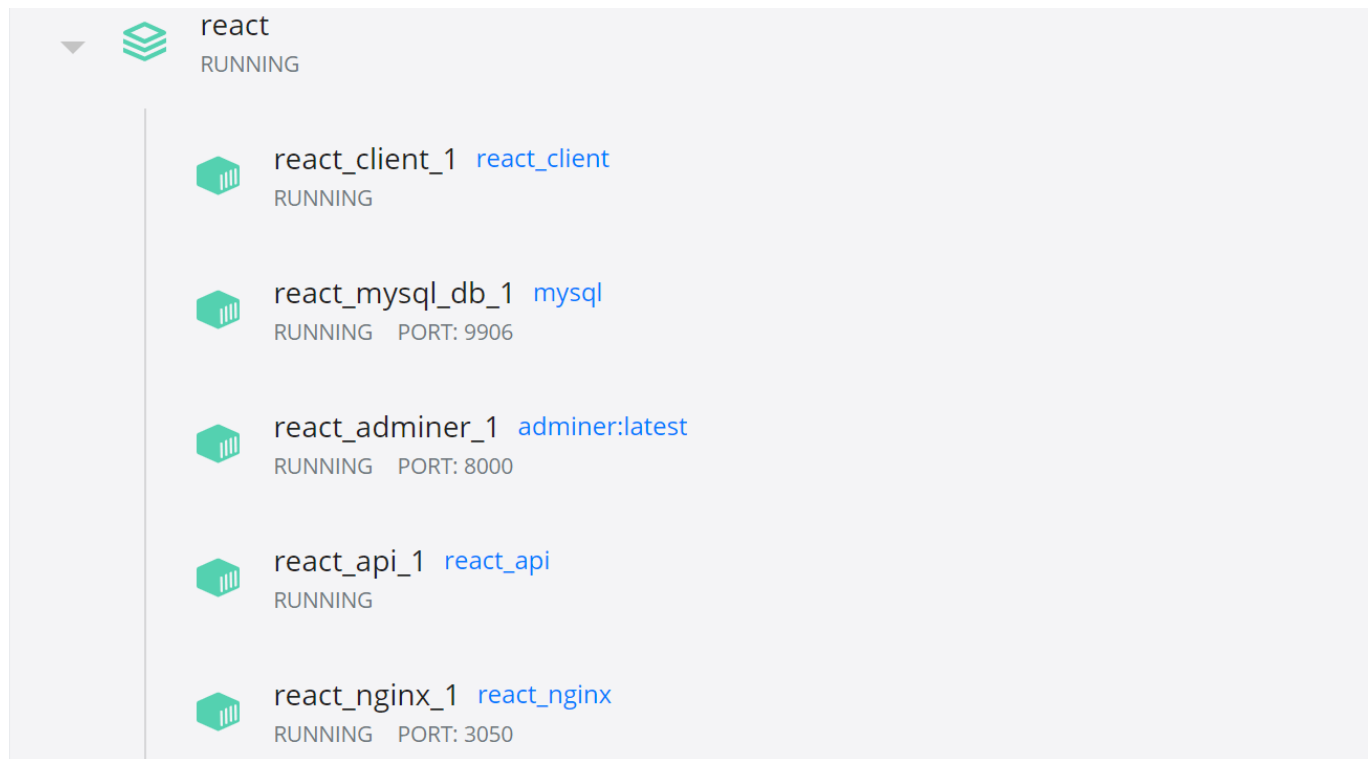 react
RUNNING
react_client_1 react_client
RUNNING
react_mysql_db_1 mysql
RUNNING PORT: 9906
react_adminer_1 adminer:latest
RUNNING PORT: 8000
react_api_1 react_api
RUNNING
react_nginx_1 react_nginx
RUNNING PORT: 3050